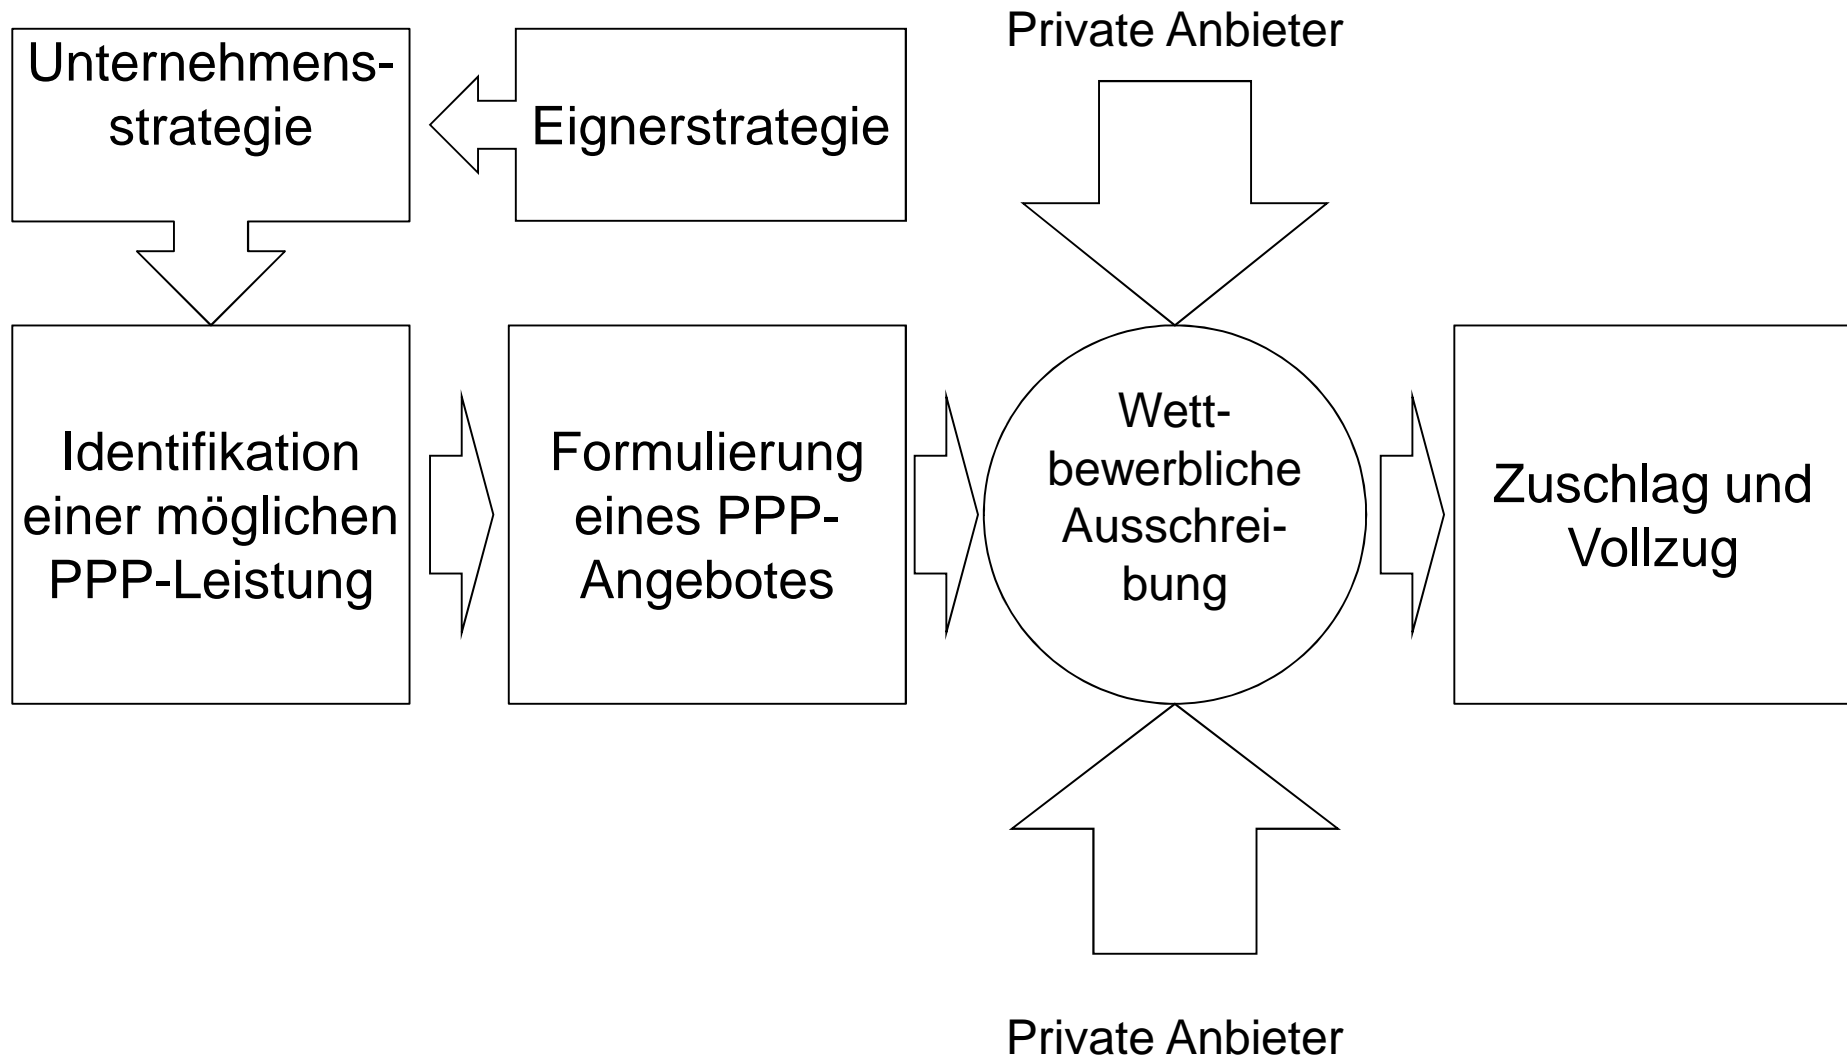 Private Anbieter
Unternehmens-
strategie
Eignerstrategie
Identifikation
einer möglichen
PPP-Leistung
Formulierung
eines PPP-
Angebotes
Wett-
bewerbliche
Ausschrei-
bung
Zuschlag und
Vollzug
Private Anbieter